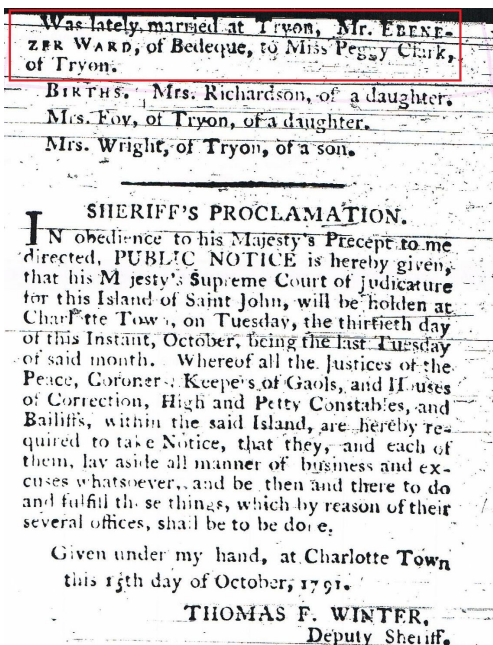 Was lately married at Tryon, Mr. EBENE-
ZER WARD, of Bedeque, to Miss Peggy Clark,
of Tryon.
BIRTHS. Mrs. Richardson, of a daughter.
Mrs. Foy, of Tryon, of a daughter.
Mrs. Wright, of Tryon, of a son.
SHERIFF'S PROCLAMATION.
IN obedience to his Majesty's Precept to me
directed, PUBLIC NOTICE is hereby given,
that his M jesty's Supreme Court of judicature
for this Island of Saint John, will be holden at
Charlotte Town, on Tuesday, the thirtieth day
of this Instant, October, being the last Tuesday
of said month. Whereof all the Justices of the
Peace, Coroners Keepers of Gaols, and Houses
of Correction, High and Petty Constables, and
Bailiffs, within the said Island, are hereby re-
quired to take Notice, that they, and each of
them, lay aside all manner of business and ex-
cuses whatsoever, and be then and there to do
and fulfill those things, which by reason of their
several offices, shall be to be done.
Given under my hand, at Charlotte Town
this 15th day of October, 1791.
THOMAS F. WINTER,
Deputy Sheriff.